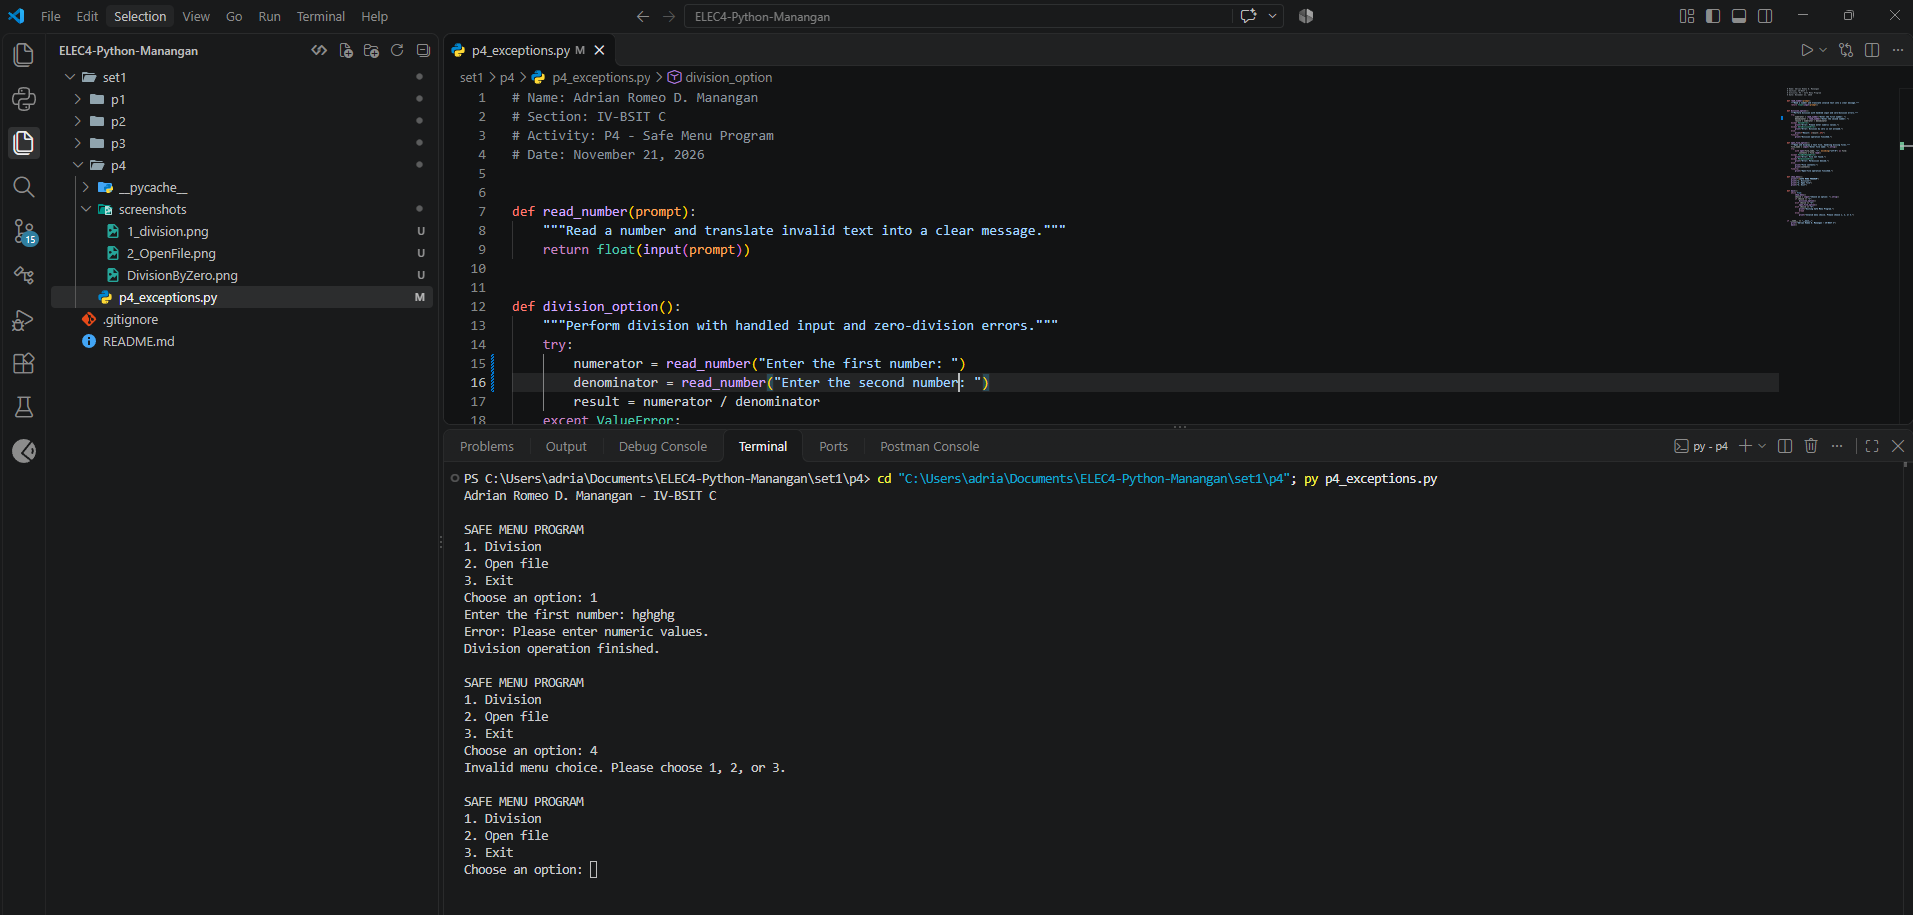 File Edit Selection View Go Run Terminal Help
ELEC4-Python-Manangan
ELEC4-Python-Manangan
set1
p1
p2
p3
p4
__pycache__
screenshots
1_division.png U
2_OpenFile.png U
DivisionByZero.png U
p4_exceptions.py M
.gitignore
README.md
15
p4_exceptions.py M
set1 > p4 > p4_exceptions.py > division_option
1 # Name: Adrian Romeo D. Manangan
2 # Section: IV-BSIT C
3 # Activity: P4 - Safe Menu Program
4 # Date: November 21, 2026
5
6
7 def read_number(prompt):
8 """Read a number and translate invalid text into a clear message."""
9 return float(input(prompt))
10
11
12 def division_option():
13 """Perform division with handled input and zero-division errors."""
14 try:
15 numerator = read_number("Enter the first number: ")
16 denominator = read_number("Enter the second number: ")
17 result = numerator / denominator
18 except ValueError:
Problems Output Debug Console Terminal Ports Postman Console
py - p4
PS C:\Users\adria\Documents\ELEC4-Python-Manangan\set1\p4> cd "C:\Users\adria\Documents\ELEC4-Python-Manangan\set1\p4"; py p4_exceptions.py
Adrian Romeo D. Manangan - IV-BSIT C
SAFE MENU PROGRAM
1. Division
2. Open file
3. Exit
Choose an option: 1
Enter the first number: hghghg
Error: Please enter numeric values.
Division operation finished.
SAFE MENU PROGRAM
1. Division
2. Open file
3. Exit
Choose an option: 4
Invalid menu choice. Please choose 1, 2, or 3.
SAFE MENU PROGRAM
1. Division
2. Open file
3. Exit
Choose an option: